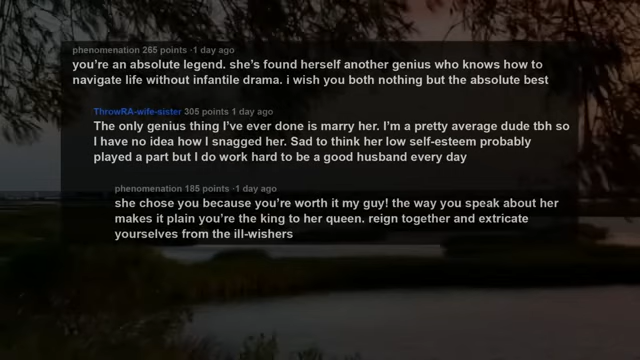 phenomenation 265 points ·1 day ago
you're an absolute legend. she's found herself another genius who knows how to
navigate life without infantile drama. i wish you both nothing but the absolute best
ThrowRA-wife-sister 305 points 1 day ago
The only genius thing I've ever done is marry her. I'm a pretty average dude tbh so
I have no idea how I snagged her. Sad to think her low self-esteem probably
played a part but I do work hard to be a good husband every day
phenomenation 185 points ·1 day ago
she chose you because you're worth it my guy! the way you speak about her
makes it plain you're the king to her queen. reign together and extricate
yourselves from the ill-wishers